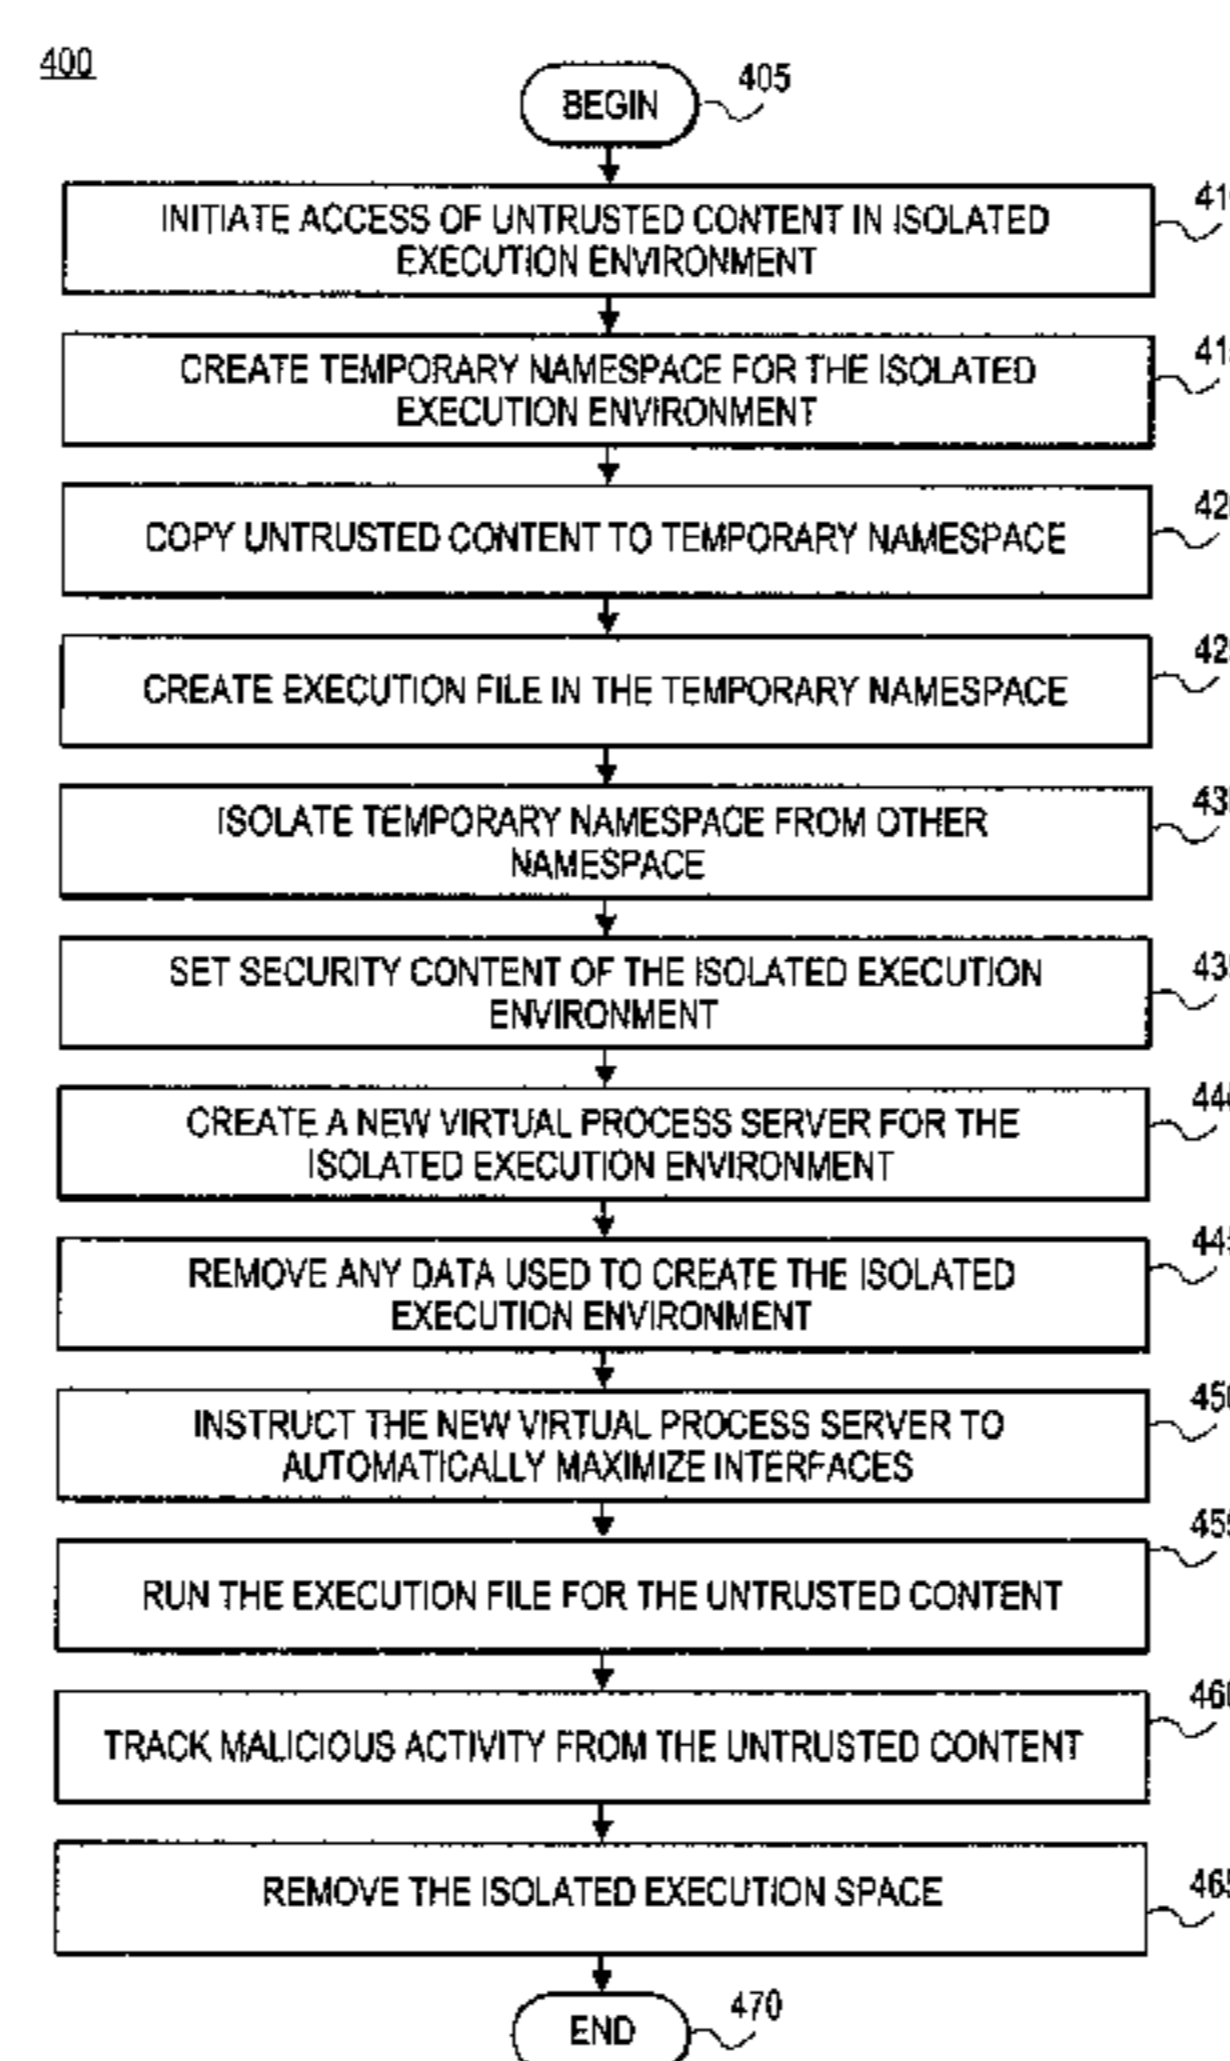 400
BEGIN
405
INITIATE ACCESS OF UNTRUSTED CONTENT IN ISOLATED
EXECUTION ENVIRONMENT
CREATE TEMPORARY NAMESPACE FOR THE ISOLATED
EXECUTION ENVIRONMENT
COPY UNTRUSTED CONTENT TO TEMPORARY NAMESPACE
CREATE EXECUTION FILE IN THE TEMPORARY NAMESPACE
ISOLATE TEMPORARY NAMESPACE FROM OTHER
NAMESPACE
SET SECURITY CONTENT OF THE ISOLATED EXECUTION
ENVIRONMENT
CREATE A NEW VIRTUAL PROCESS SERVER FOR THE
ISOLATED EXECUTION ENVIRONMENT
REMOVE ANY DATA USED TO CREATE THE ISOLATED
EXECUTION ENVIRONMENT
445
INSTRUCT THE NEW VIRTUAL PROCESS SERVER TO
AUTOMATICALLY MAXIMIZE INTERFACES
450
RUN THE EXECUTION FILE FOR THE UNTRUSTED CONTENT
455
TRACK MALICIOUS ACTIVITY FROM THE UNTRUSTED CONTENT
460
REMOVE THE ISOLATED EXECUTION SPACE
465
END
470